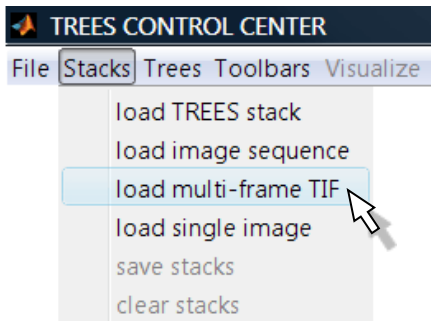 TREES CONTROL CENTER
File Stacks Trees Toolbars Visualize
load TREES stack
load image sequence
load multi-frame TIF
load single image
save stacks
clear stacks